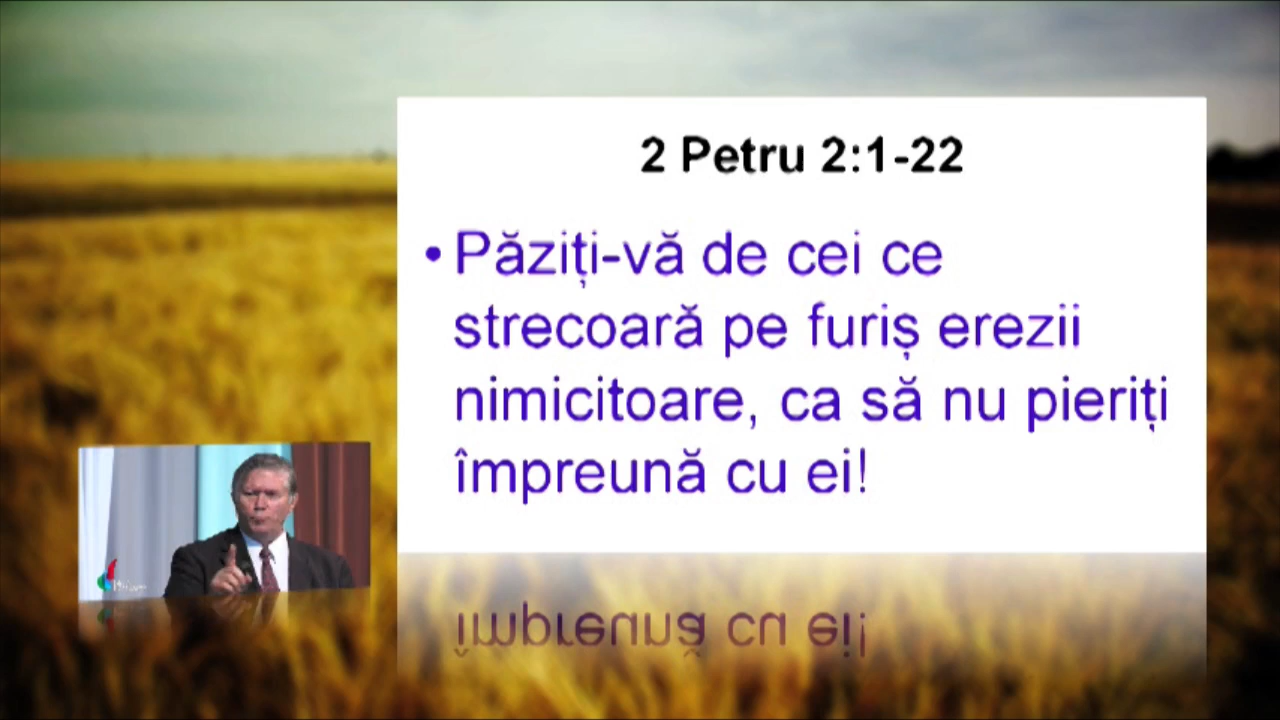 2 Petru 2:1-22
• Păziți-vă de cei ce
strecoară pe furiș erezii
nimicitoare, ca să nu pieriți
împreună cu ei!